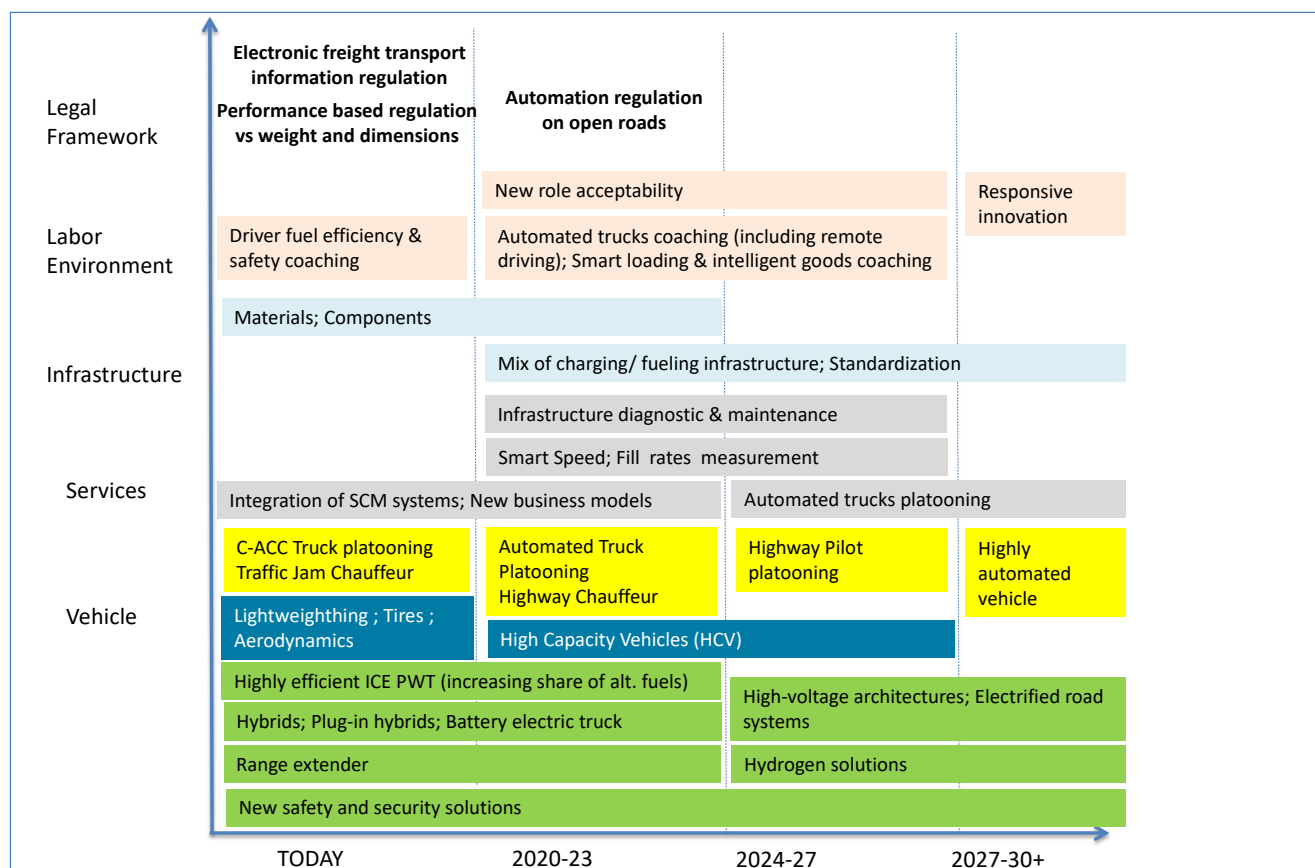 Electronic freight transport
information regulation
Performance based regulation
vs weight and dimensions
Automation regulation
on open roads
Legal
Framework
New role acceptability
Responsive
innovation
Labor
Environment
Driver fuel efficiency &
safety coaching
Automated trucks coaching (including remote
driving); Smart loading & intelligent goods coaching
Materials; Components
Infrastructure
Mix of charging/ fueling infrastructure; Standardization
Infrastructure diagnostic & maintenance
Smart Speed; Fill rates measurement
Services
Integration of SCM systems; New business models
Automated trucks platooning
C-ACC Truck platooning
Traffic Jam Chauffeur
Automated Truck
Platooning
Highway Chauffeur
Highway Pilot
platooning
Highly
automated
vehicle
Vehicle
Lightweighthing ; Tires ;
Aerodynamics
High Capacity Vehicles (HCV)
Highly efficient ICE PWT (increasing share of alt. fuels)
High-voltage architectures; Electrified road
systems
Hybrids; Plug-in hybrids; Battery electric truck
Range extender
Hydrogen solutions
New safety and security solutions
TODAY
2020-23
2024-27
2027-30+